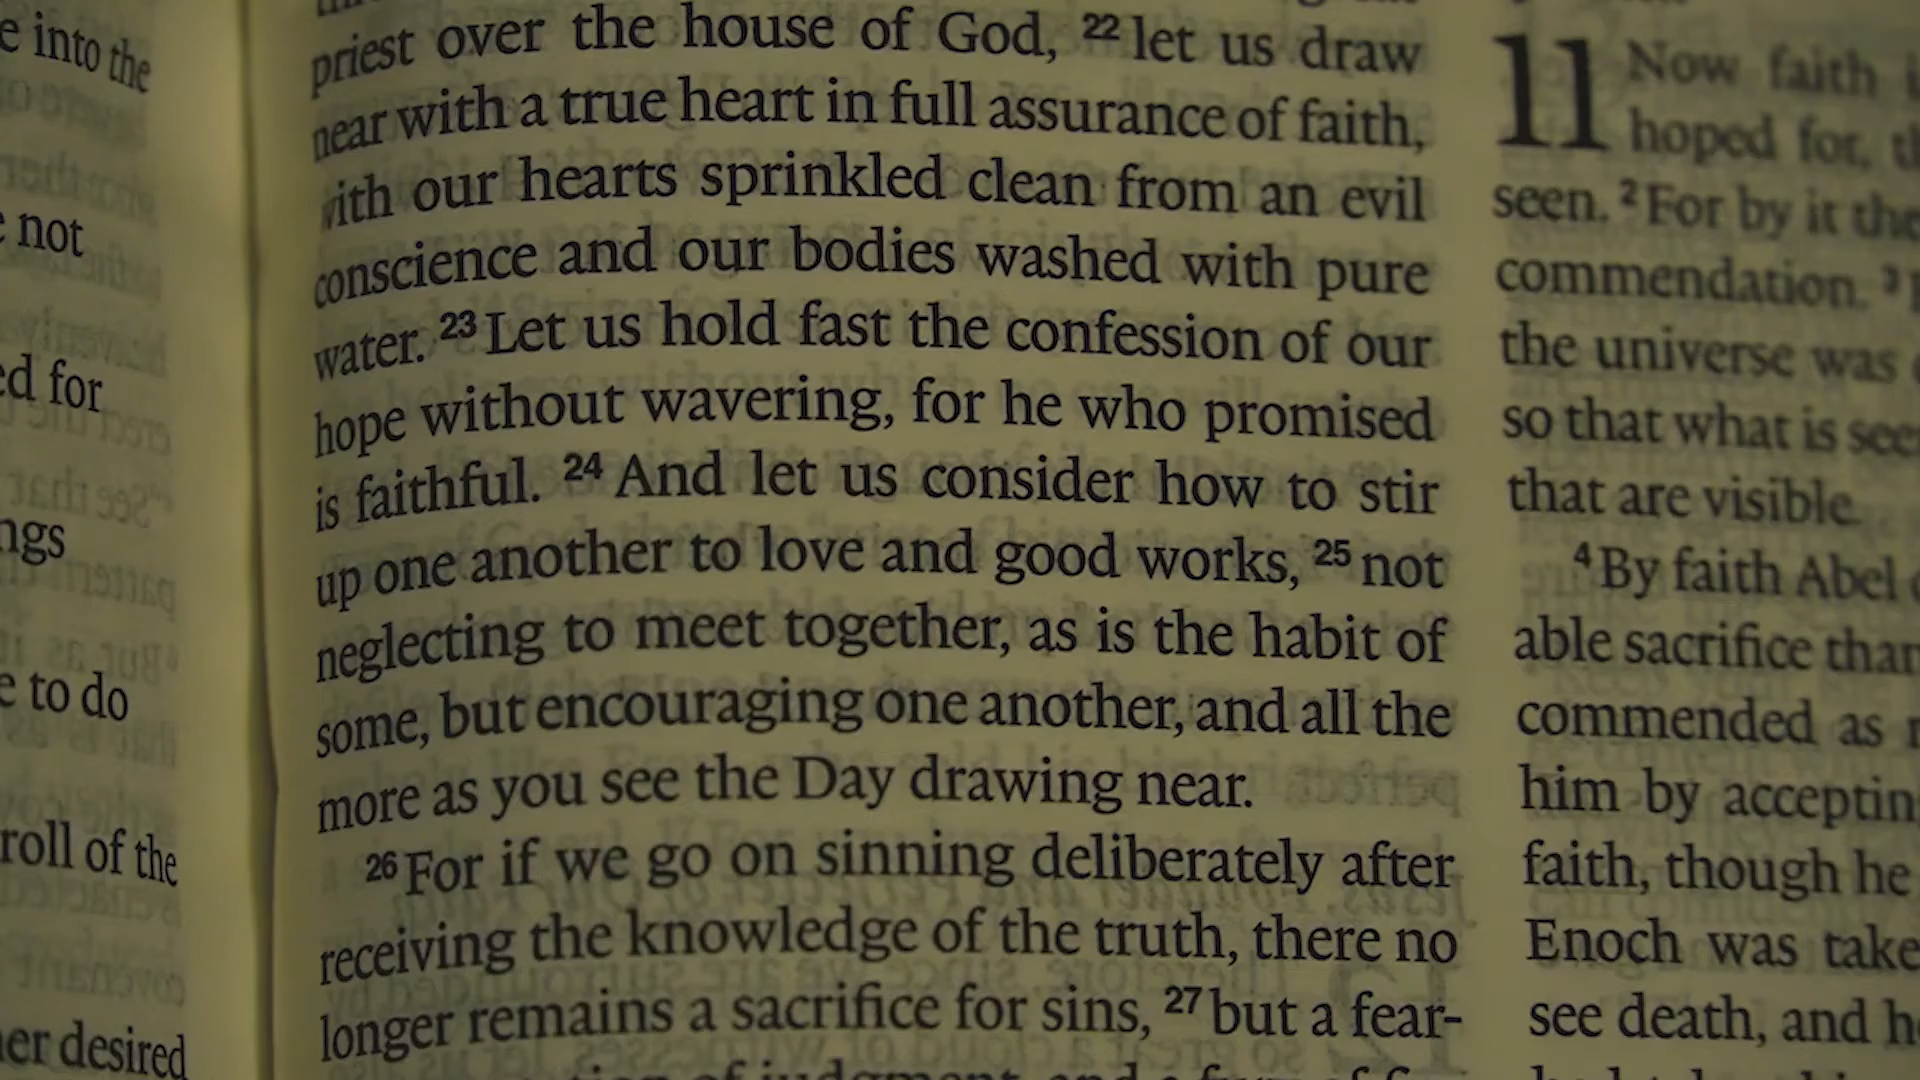 e into the
not
ed for
ngs
e to do
roll of the
er desired
priest over the house of God, 22 let us draw
near with a true heart in full assurance of faith,
with our hearts sprinkled clean from an evil
conscience and our bodies washed with pure
water. 23 Let us hold fast the confession of our
hope without wavering, for he who promised
is faithful. 24 And let us consider how to stir
up one another to love and good works, 25 not
neglecting to meet together, as is the habit of
some, but encouraging one another, and all the
more as you see the Day drawing near.
26 For if we go on sinning deliberately after
receiving the knowledge of the truth, there no
longer remains a sacrifice for sins, 27 but a fear-
of judgment, and a fury of
11 Now faith i
hoped for, th
seen. 2 For by it the
commendation. 3
the universe was
so that what is see
that are visible.
4 By faith Abel
able sacrifice than
commended as
him by acceptin
faith, though he
Enoch was take
see death, and h